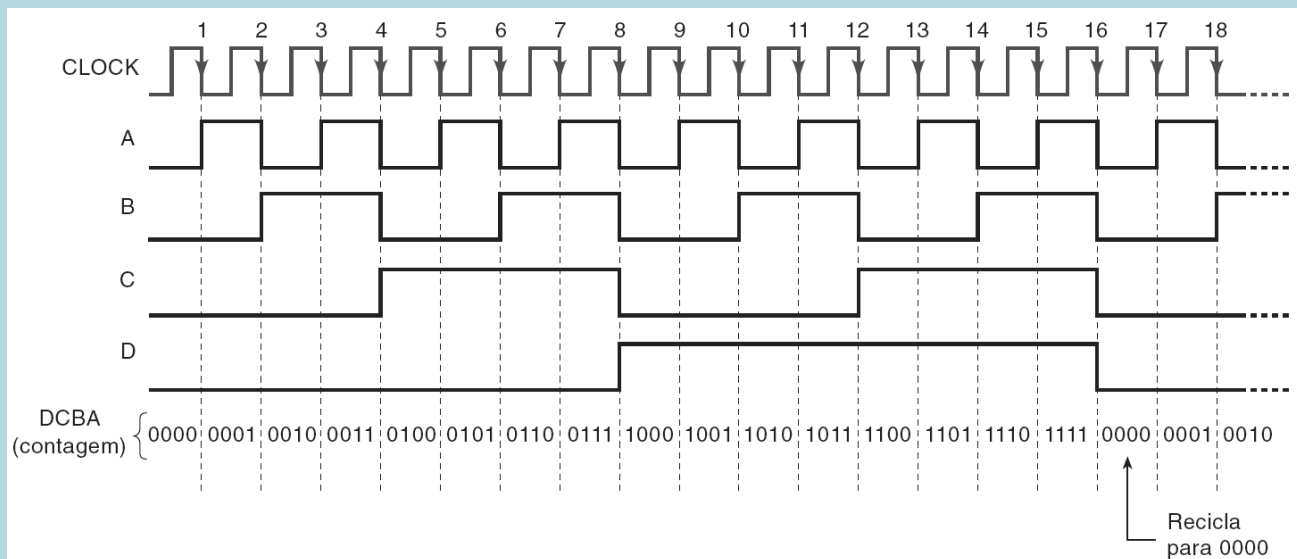 1 2 3 4 5 6 7 8 9 10 11 12 13 14 15 16 17 18
CLOCK
A
B
C
D
DCBA
(contagem)
0000 0001 0010 0011 0100 0101 0110 0111 1000 1001 1010 1011 1100 1101 1110 1111 0000 0001 0010
Recicla
para 0000